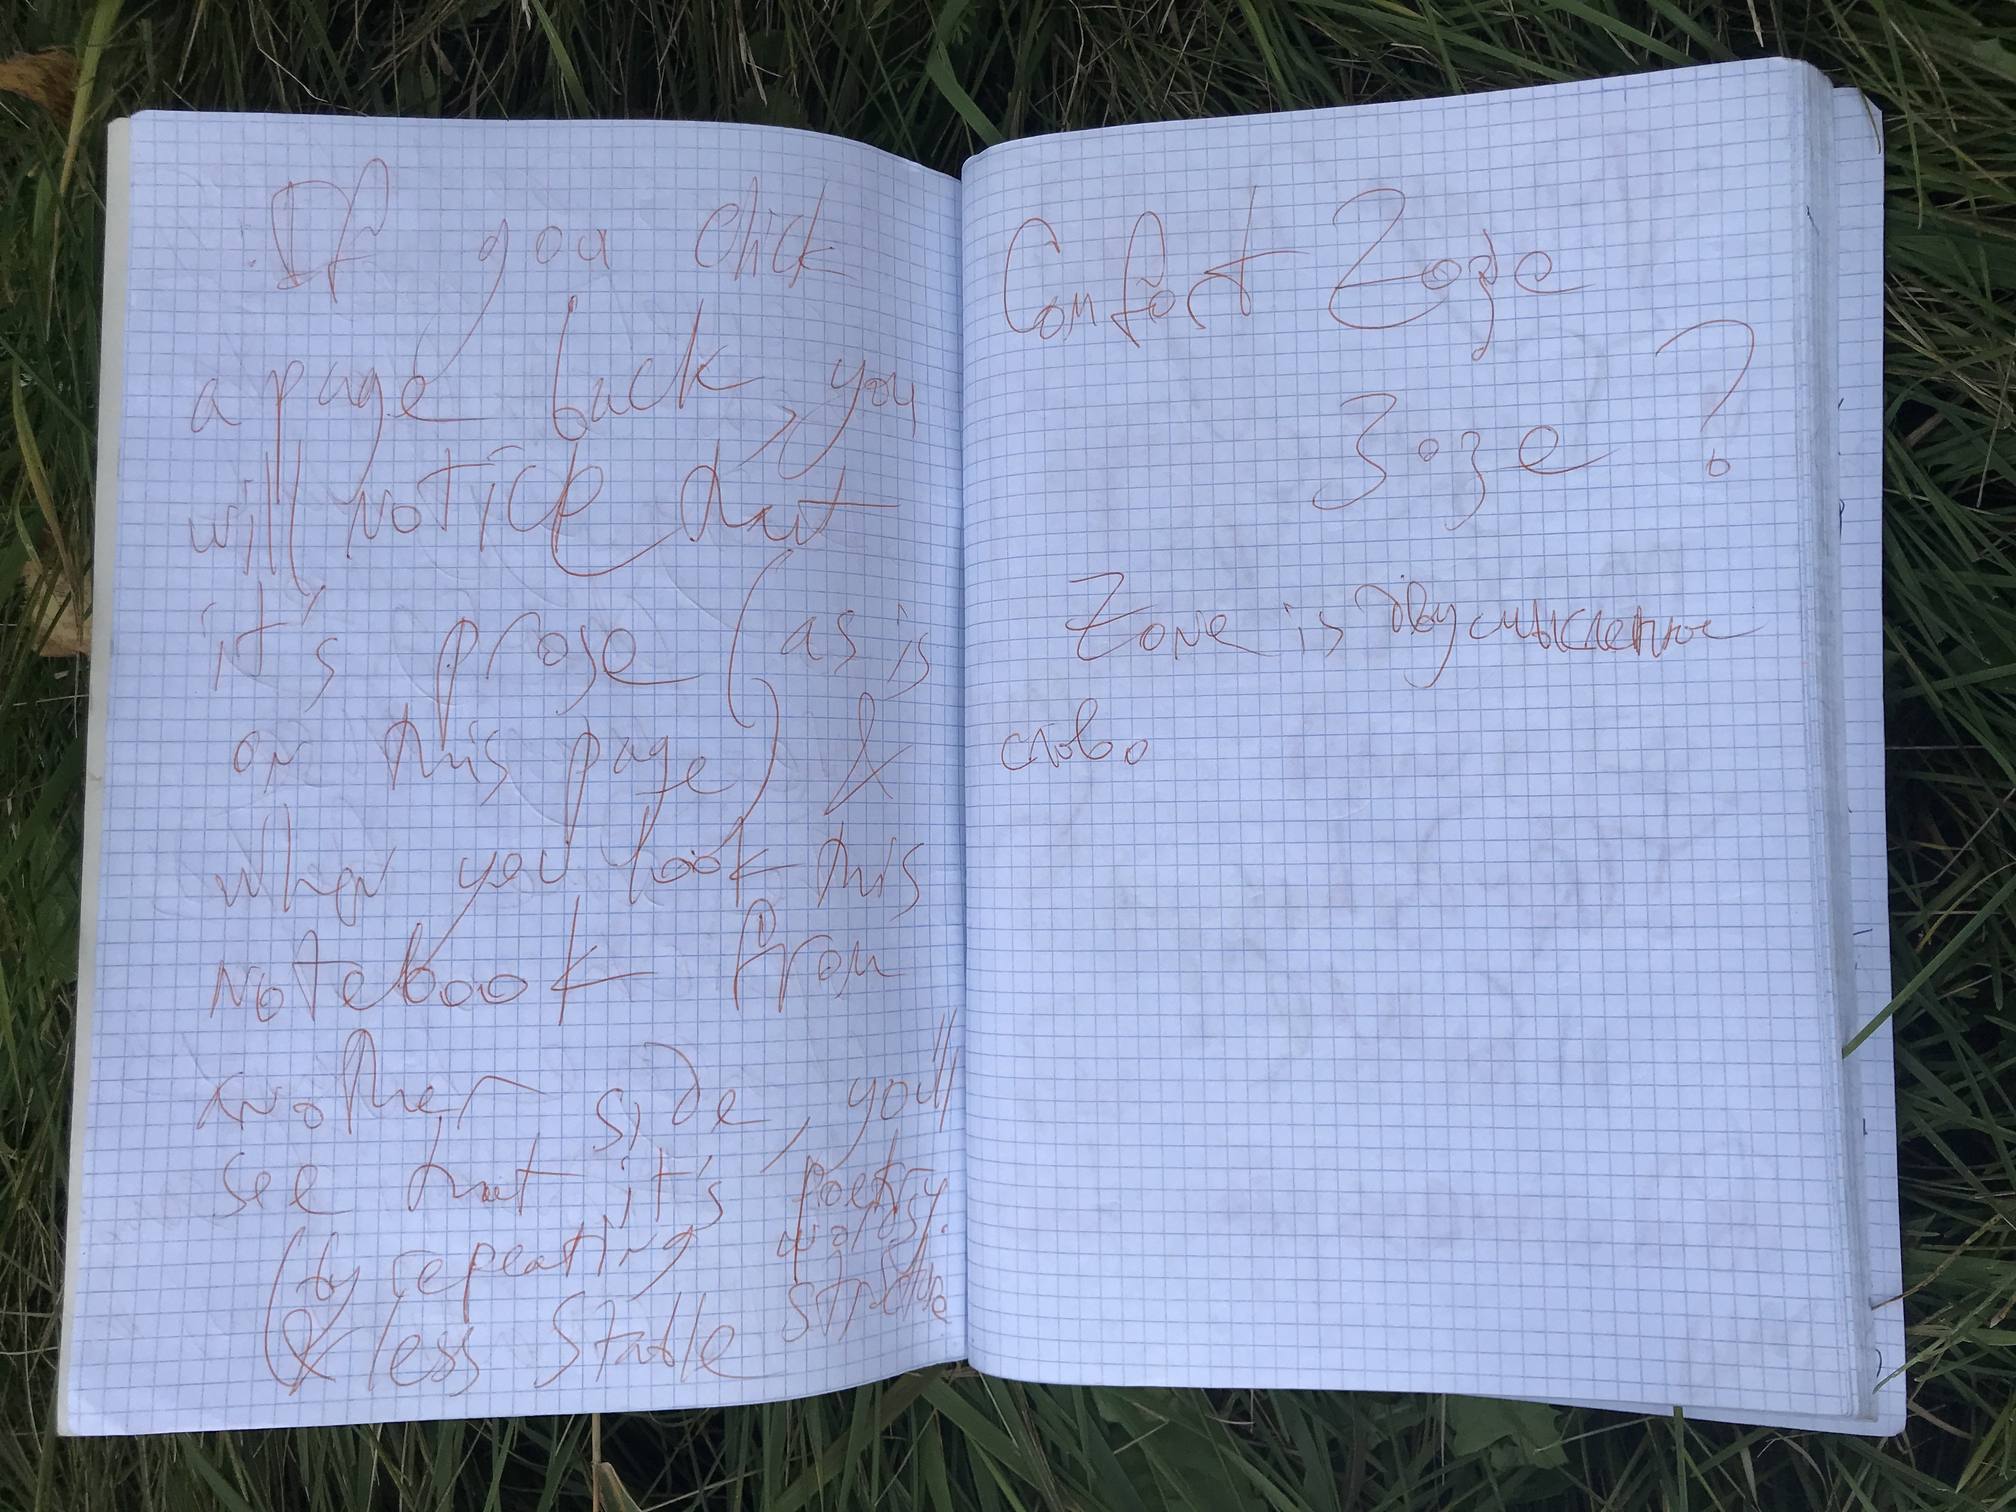 If you click
a page back, you
will notice that
it's prose (as is
on this page) &
when you look this
notebook from
another side, you'll
see that it's poetry
(by repeating words).
& less stable structure
Comfort Zoзe
Зoзe ?
Zone is двусмысленное
слово